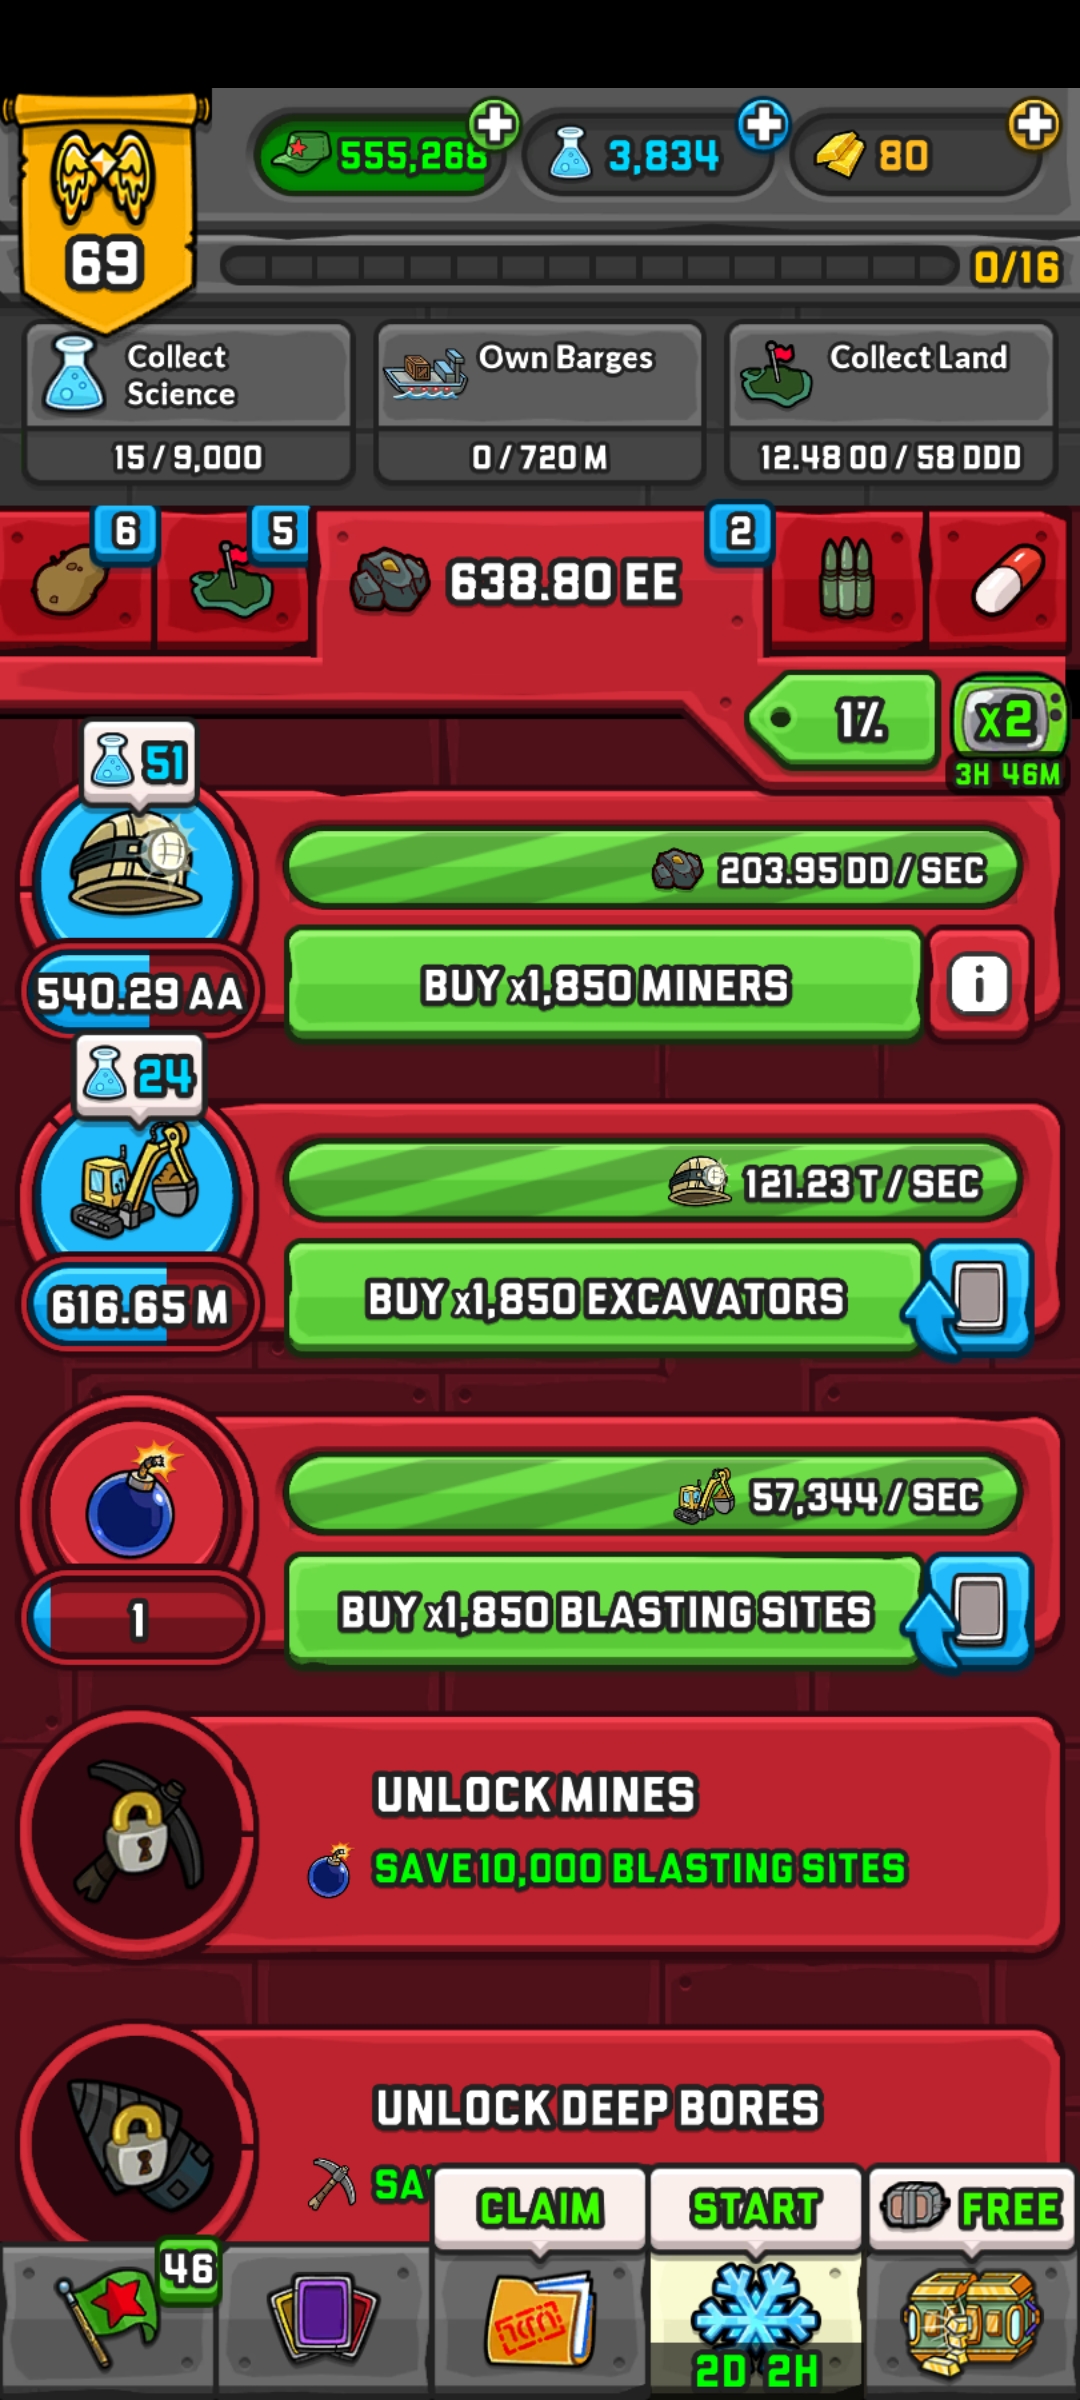 555,268
3,834
80
69
0/16
Collect
Science
15 / 9,000
Own Barges
0 / 720 M
Collect Land
12.48 OO / 58 DDD
6
5
638.80 EE
2
1%
x2
3H 46M
51
203.95 DD / SEC
540.29 AA
BUY x1,850 MINERS
i
24
121.23 T / SEC
616.65 M
BUY x1,850 EXCAVATORS
57,344 / SEC
1
BUY x1,850 BLASTING SITES
UNLOCK MINES
SAVE 10,000 BLASTING SITES
UNLOCK DEEP BORES
CLAIM
START
FREE
46
2D 2H